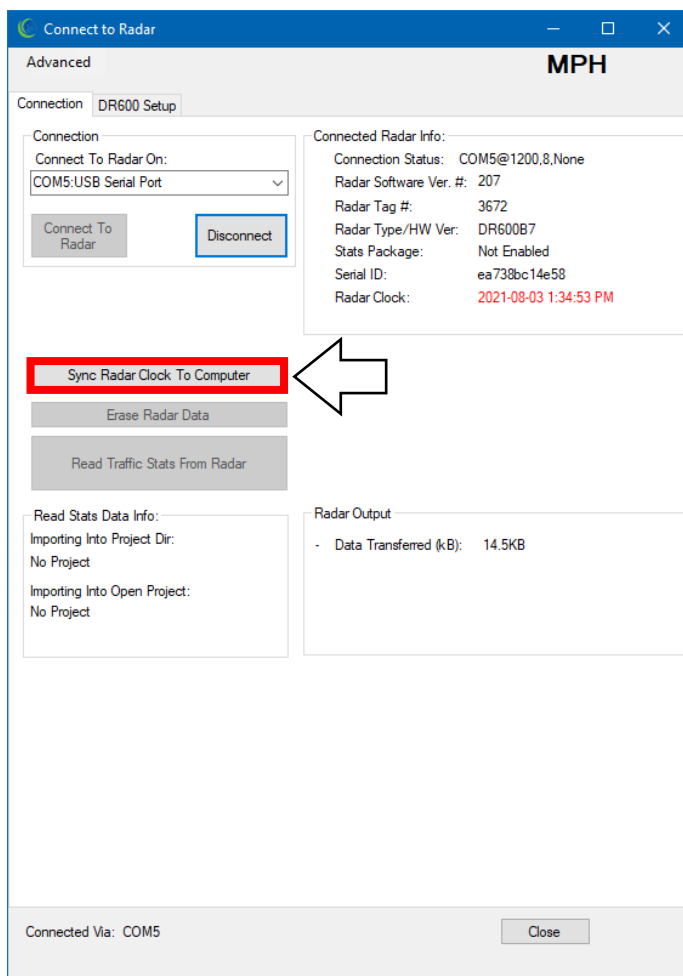 Connect to Radar
Advanced
MPH
Connection
DR600 Setup
Connection
Connect To Radar On:
COM5:USB Serial Port
Connect To
Radar
Disconnect
Connected Radar Info:
Connection Status: COM5@1200,8,None
Radar Software Ver. #: 207
Radar Tag #: 3672
Radar Type/HW Ver: DR600B7
Stats Package: Not Enabled
Serial ID: ea738bc14e58
Radar Clock: 2021-08-03 1:34:53 PM
Sync Radar Clock To Computer
Erase Radar Data
Read Traffic Stats From Radar
Read Stats Data Info:
Importing Into Project Dir:
No Project
Importing Into Open Project:
No Project
Radar Output
- Data Transferred (kB): 14.5KB
Connected Via: COM5
Close